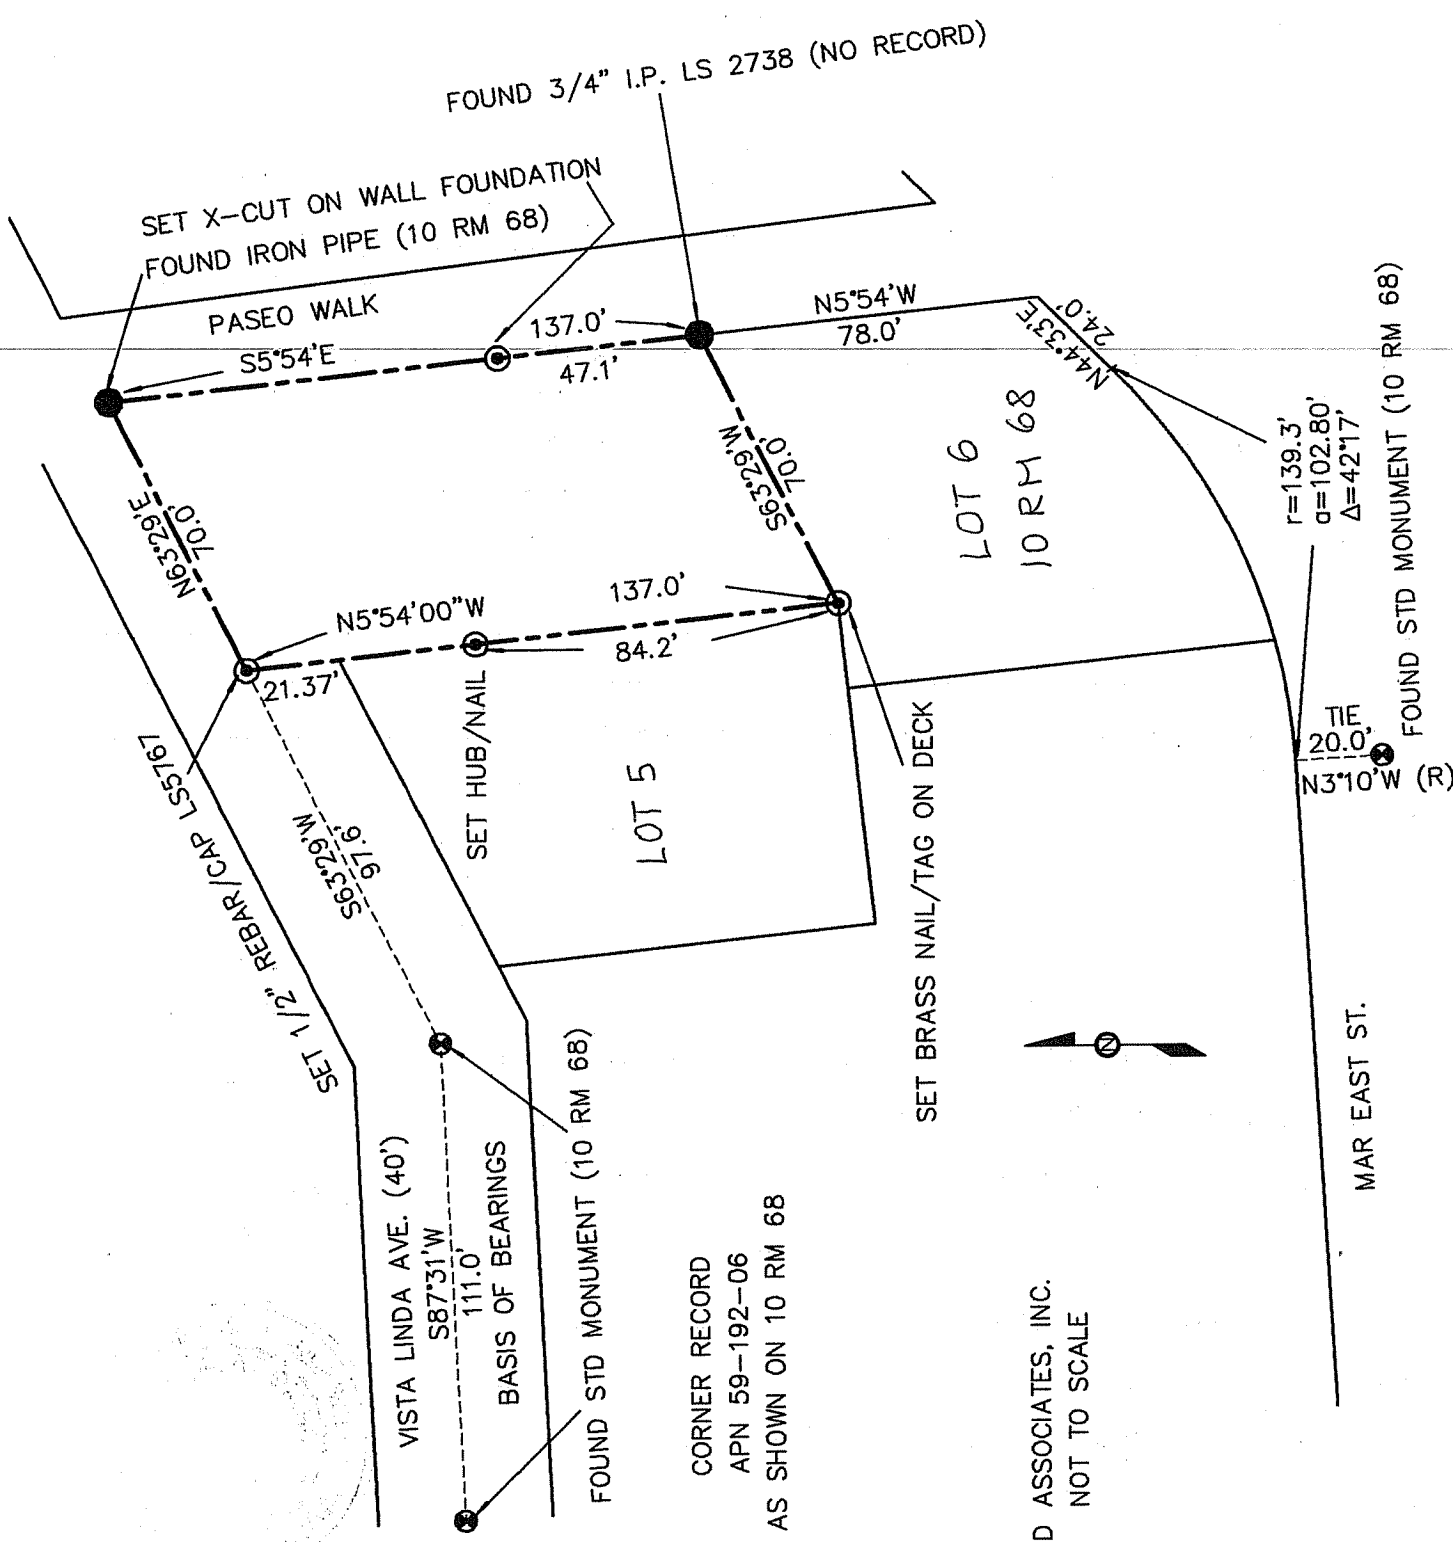 FOUND 3/4" I.P. LS 2738 (NO RECORD)
SET X-CUT ON WALL FOUNDATION
FOUND IRON PIPE (10 RM 68)
PASEO WALK
S5°54'E
137.0'
47.1'
N5°54'W
78.0'
N44°33'E
24.0'
r=139.3'
a=102.80'
Δ=42°17'
FOUND STD MONUMENT (10 RM 68)
N63°29'E
70.0'
S63°29'W
70.0'
LOT 6
10 RM 68
N5°54'00"W
137.0'
84.2'
21.37'
SET HUB/NAIL
LOT 5
SET BRASS NAIL/TAG ON DECK
TIE
20.0'
N3°10'W (R)
SET 1/2" REBAR/CAP LS5767
S63°29'W
97.6'
N
VISTA LINDA AVE. (40')
S87°31'W
111.0'
BASIS OF BEARINGS
FOUND STD MONUMENT (10 RM 68)
MAR EAST ST.
CORNER RECORD
APN 59-192-06
AS SHOWN ON 10 RM 68
D ASSOCIATES, INC.
NOT TO SCALE